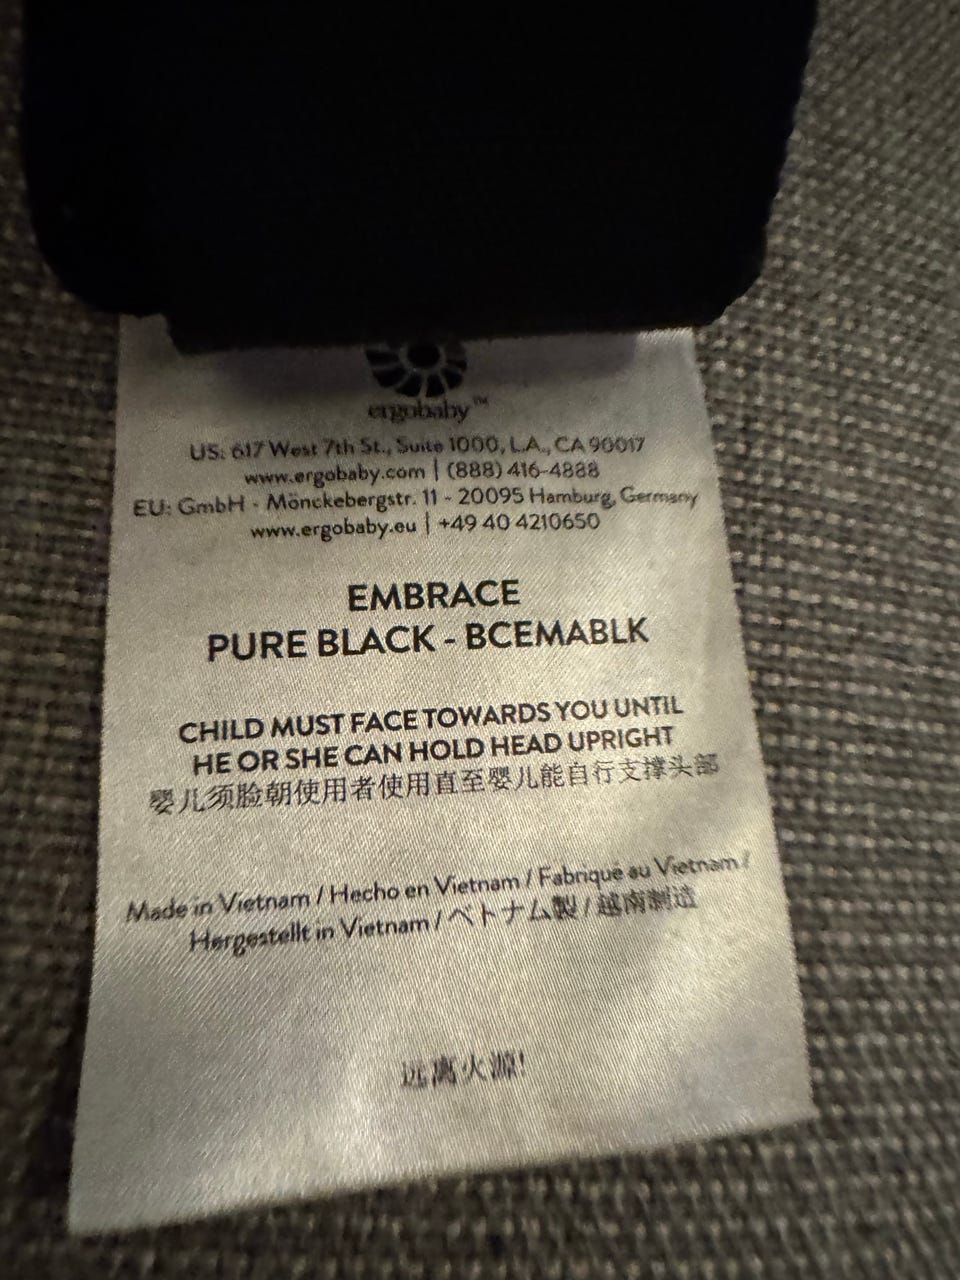 ergobaby™
US: 617 West 7th St., Suite 1000, L.A., CA 90017
www.ergobaby.com | (888) 416-4888
EU: GmbH - Mönckebergstr. 11 - 20095 Hamburg, Germany
www.ergobaby.eu | +49 40 4210650
EMBRACE
PURE BLACK - BCEMABLK
CHILD MUST FACE TOWARDS YOU UNTIL
HE OR SHE CAN HOLD HEAD UPRIGHT
婴儿须脸朝使用者使用直至婴儿能自行支撑头部
Made in Vietnam / Hecho en Vietnam / Fabriqué au Vietnam /
Hergestellt in Vietnam / ベトナム製 / 越南制造
远离火源!